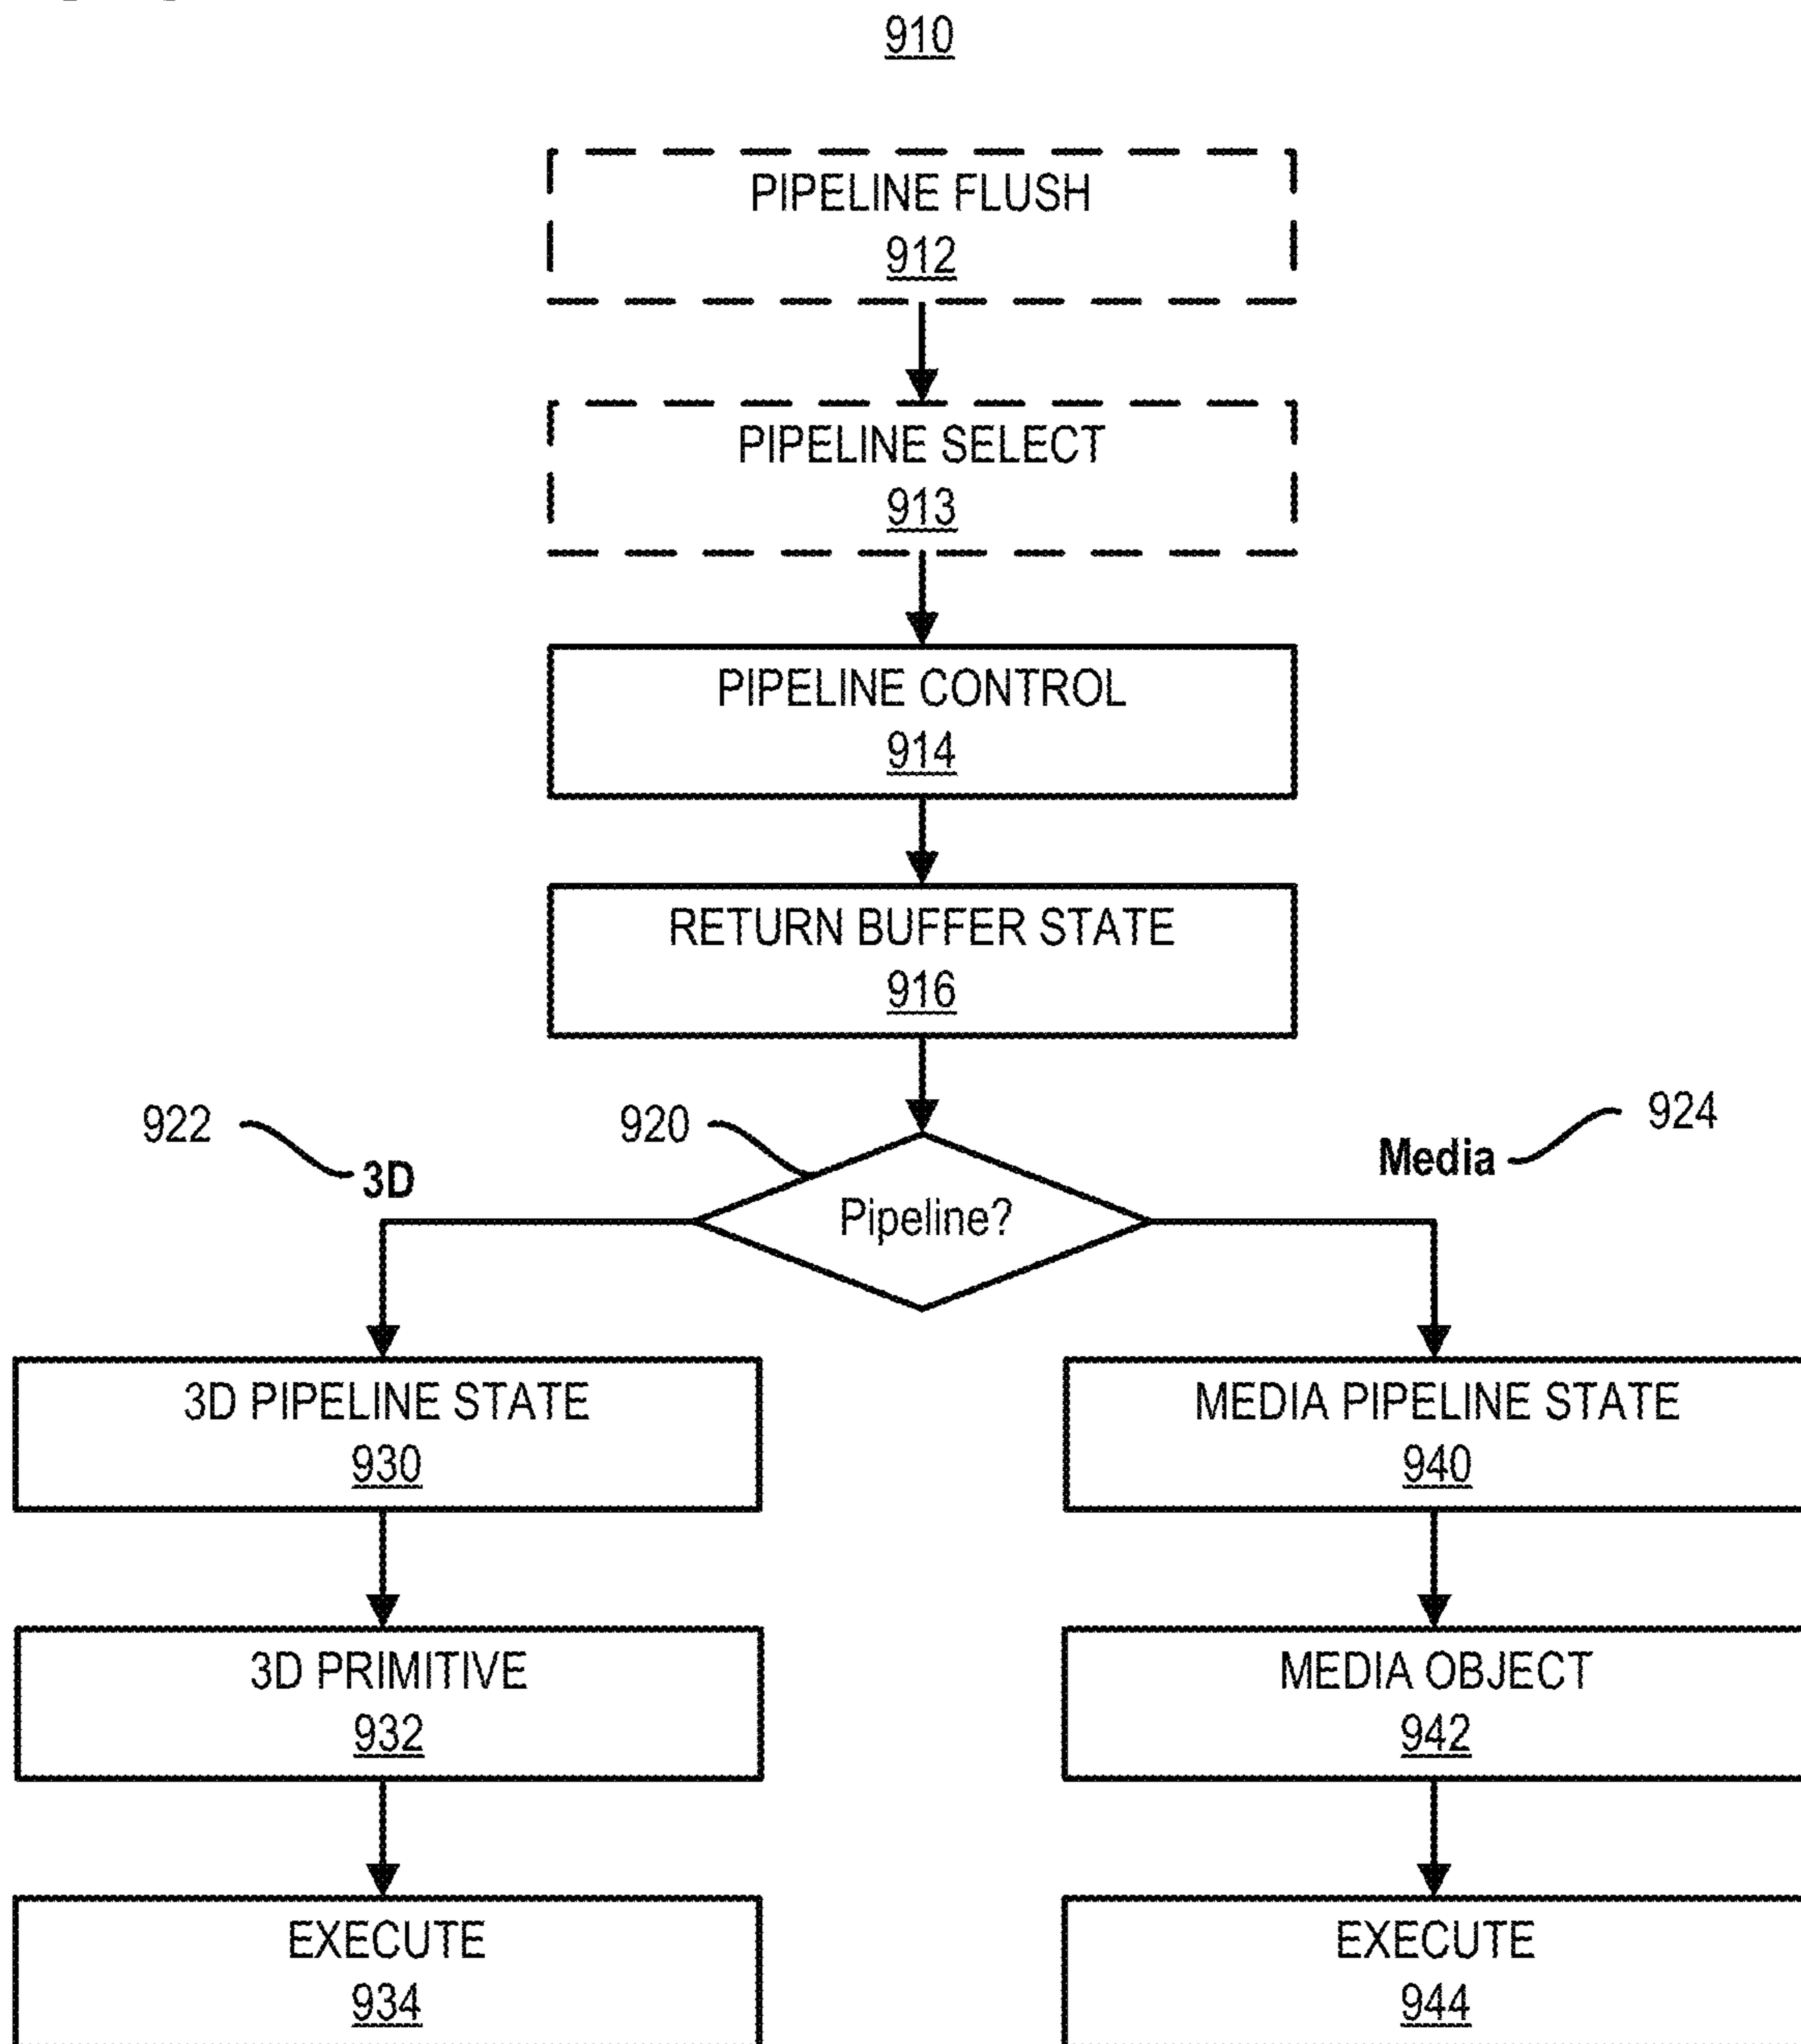 910
PIPELINE FLUSH
912
PIPELINE SELECT
913
PIPELINE CONTROL
914
RETURN BUFFER STATE
916
922
920
924
3D
Media
Pipeline?
3D PIPELINE STATE
930
MEDIA PIPELINE STATE
940
3D PRIMITIVE
932
MEDIA OBJECT
942
EXECUTE
934
EXECUTE
944